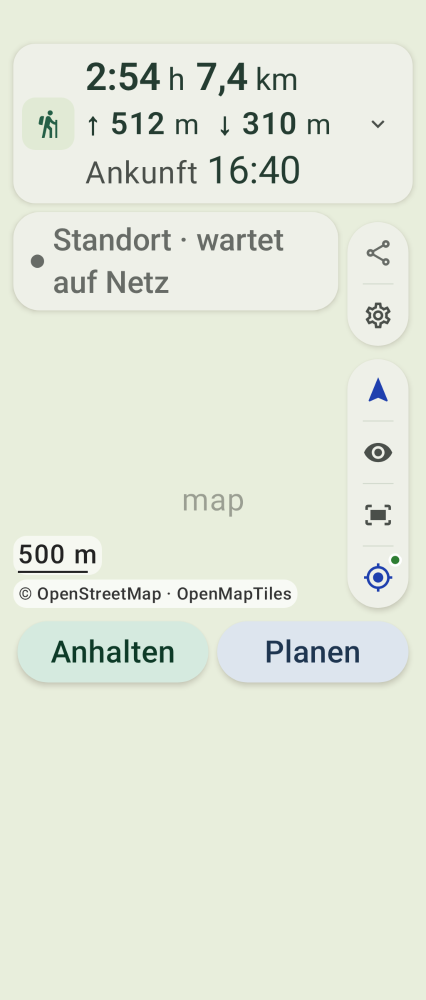 2:54 h 7,4 km
↑ 512 m ↓ 310 m
Ankunft 16:40
Standort · wartet
auf Netz
map
500 m
© OpenStreetMap · OpenMapTiles
Anhalten Planen